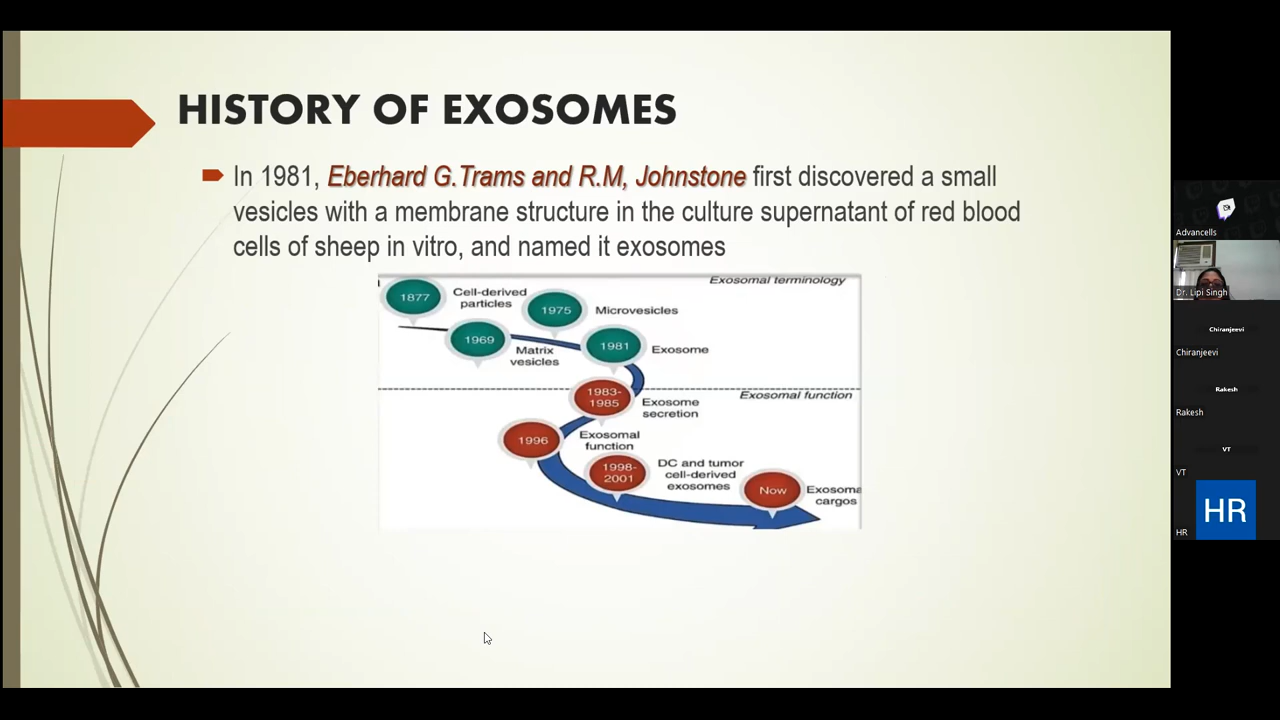 HISTORY OF EXOSOMES
In 1981, Eberhard G.Trams and R.M, Johnstone first discovered a small
vesicles with a membrane structure in the culture supernatant of red blood
cells of sheep in vitro, and named it exosomes
Exosomal terminology
1877
Cell-derived
particles
1975
Microvesicles
1969
Matrix
vesicles
1981
Exosome
Exosomal function
1983-
1985
Exosome
secretion
1996
Exosomal
function
1998-
2001
DC and tumor
cell-derived
exosomes
Now
Exosoma
cargos
Advancells
Dr. Lipi Singh
Chiranjeevi
Chiranjeevi
Rakesh
Rakesh
VT
VT
HR
HR